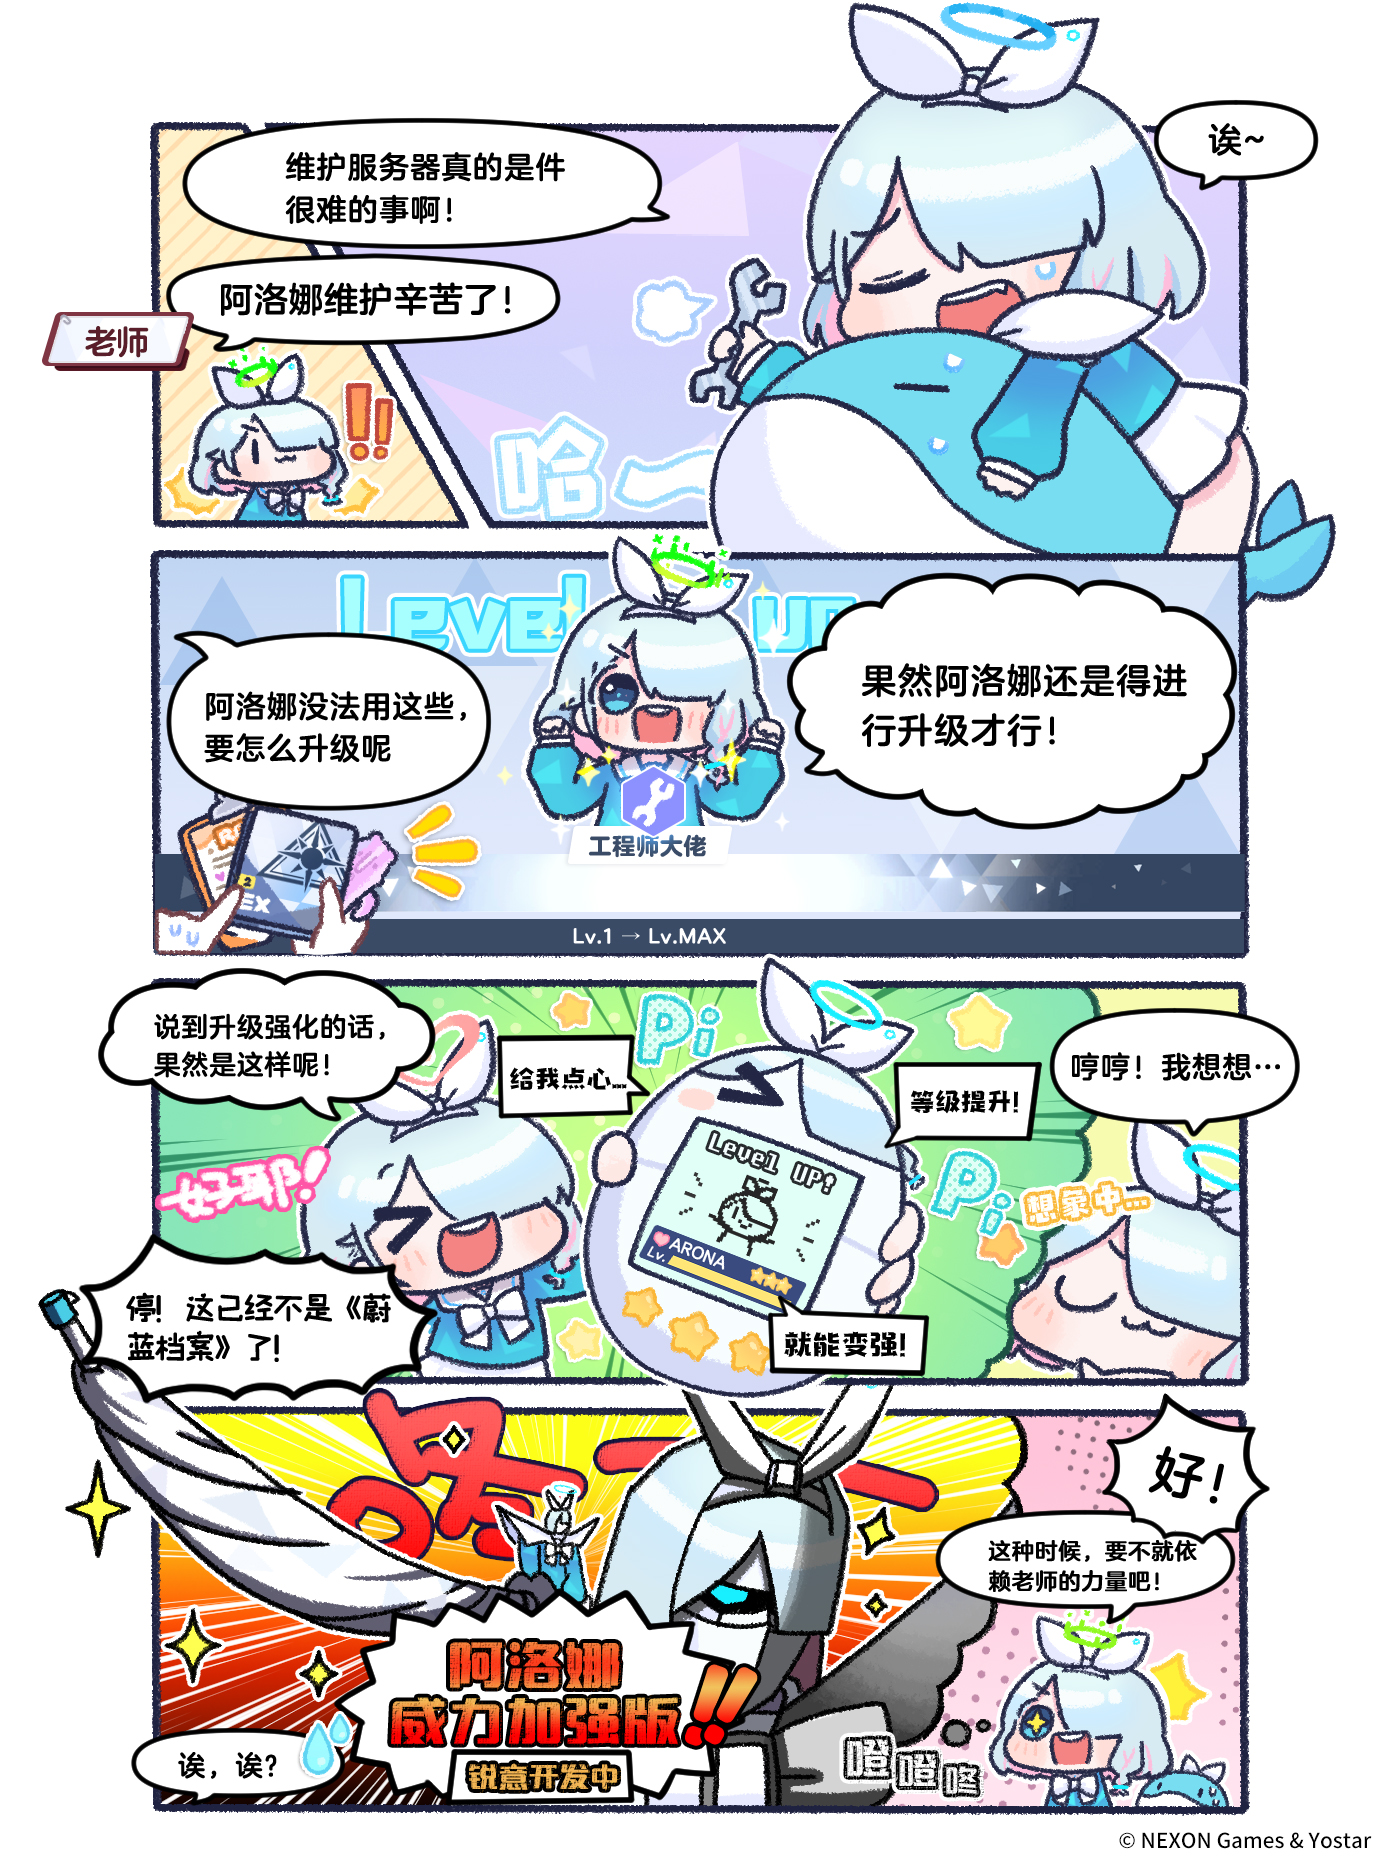 诶~
维护服务器真的是件
很难的事啊！
阿洛娜维护辛苦了！
老师
哈～
Level up
阿洛娜没法用这些，
要怎么升级呢
果然阿洛娜还是得进
行升级才行！
2
EX
工程师大佬
Lv.1 → Lv.MAX
哼哼！我想想…
想象中…
说到升级强化的话，
果然是这样呢！
给我点心…
Pi
等级提升！
Pi
好耶！
Level UP!
ARONA
Lv.
就能变强！
停！这已经不是《蔚
蓝档案》了！
好！
这种时候，要不就依
赖老师的力量吧！
咚——
阿洛娜
威力加强版!!
锐意开发中
诶，诶？
噔噔咚
© NEXON Games & Yostar